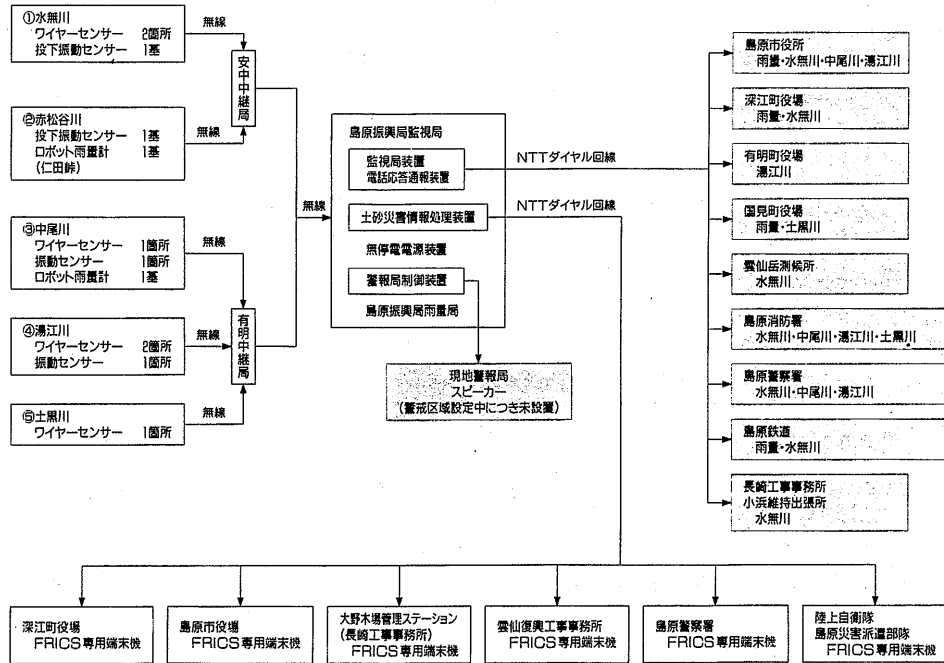 ①水無川
ワイヤーセンサー 2箇所
投下振動センサー 1基
無線
②赤松谷川
投下振動センサー 1基
ロボット雨量計 1基
(仁田峠)
無線
安中中継局
③中尾川
ワイヤーセンサー 1箇所
振動センサー 1箇所
ロボット雨量計 1基
無線
④湯江川
ワイヤーセンサー 2箇所
振動センサー 1箇所
無線
⑤土黒川
ワイヤーセンサー 1箇所
無線
有明中継局
無線
島原振興局監視局
監視局装置
電話応答通報装置
土砂災害情報処理装置
無停電電源装置
警報局制御装置
島原振興局雨量局
現地警報局
スピーカー
(警戒区域設定中につき未設置)
NTTダイヤル回線
NTTダイヤル回線
島原市役所
雨量・水無川・中尾川・湯江川
深江町役場
雨量・水無川
有明町役場
湯江川
国見町役場
雨量・土黒川
雲仙岳測候所
水無川
島原消防署
水無川・中尾川・湯江川・土黒川
島原警察署
水無川・中尾川・湯江川
島原鉄道
雨量・水無川
長崎工事事務所
小浜維持出張所
水無川
深江町役場
FRICS専用端末機
島原市役場
FRICS専用端末機
大野木場管理ステーション
(長崎工事事務所)
FRICS専用端末機
雲仙復興工事事務所
FRICS専用端末機
島原警察署
FRICS専用端末機
陸上自衛隊
島原災害派遣部隊
FRICS専用端末機